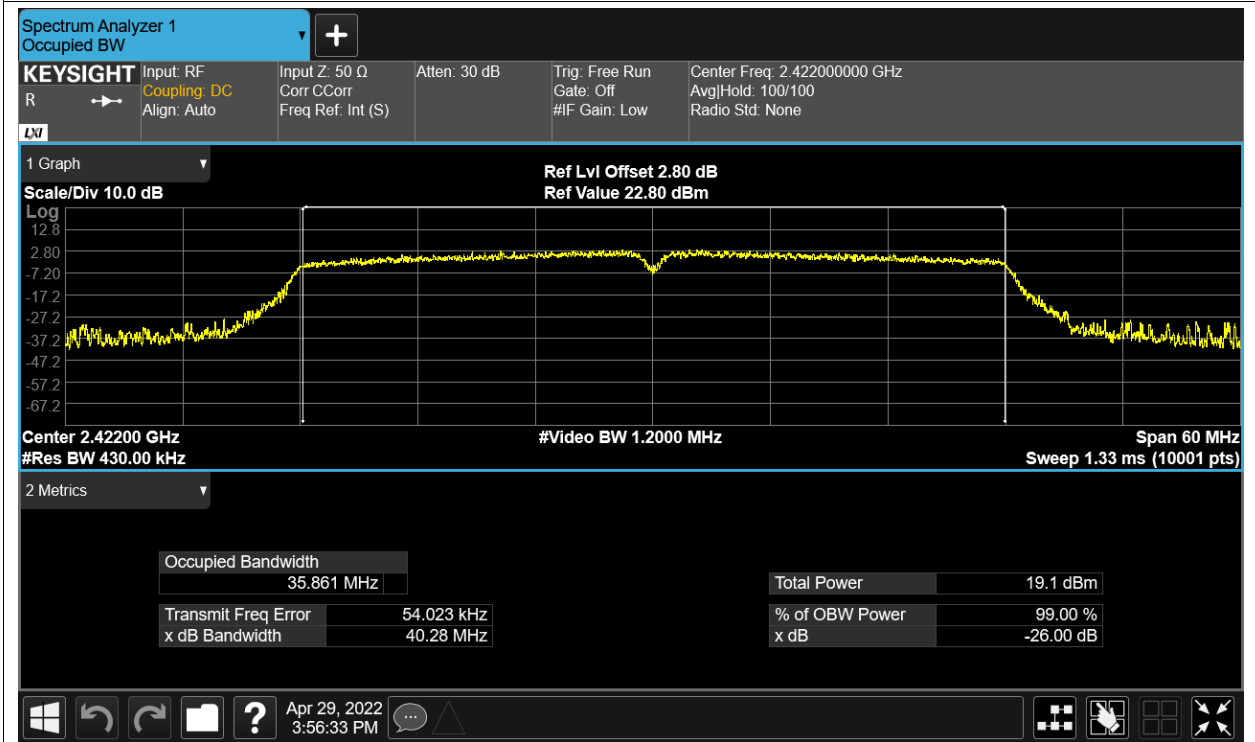 Spectrum Analyzer 1
Occupied BW
KEYSIGHT
R
LXI
Input: RF
Coupling: DC
Align: Auto
Input Z: 50 Ω
Corr CCorr
Freq Ref: Int (S)
Atten: 30 dB
Trig: Free Run
Gate: Off
#IF Gain: Low
Center Freq: 2.422000000 GHz
Avg|Hold: 100/100
Radio Std: None
1 Graph
Scale/Div 10.0 dB
Ref Lvl Offset 2.80 dB
Ref Value 22.80 dBm
Log
12.8
2.80
-7.20
-17.2
-27.2
-37.2
-47.2
-57.2
-67.2
Center 2.42200 GHz
#Video BW 1.2000 MHz
Span 60 MHz
#Res BW 430.00 kHz
Sweep 1.33 ms (10001 pts)
2 Metrics
Occupied Bandwidth
35.861 MHz
Transmit Freq Error 54.023 kHz
x dB Bandwidth 40.28 MHz
Total Power 19.1 dBm
% of OBW Power 99.00 %
x dB -26.00 dB
?
Apr 29, 2022
3:56:33 PM